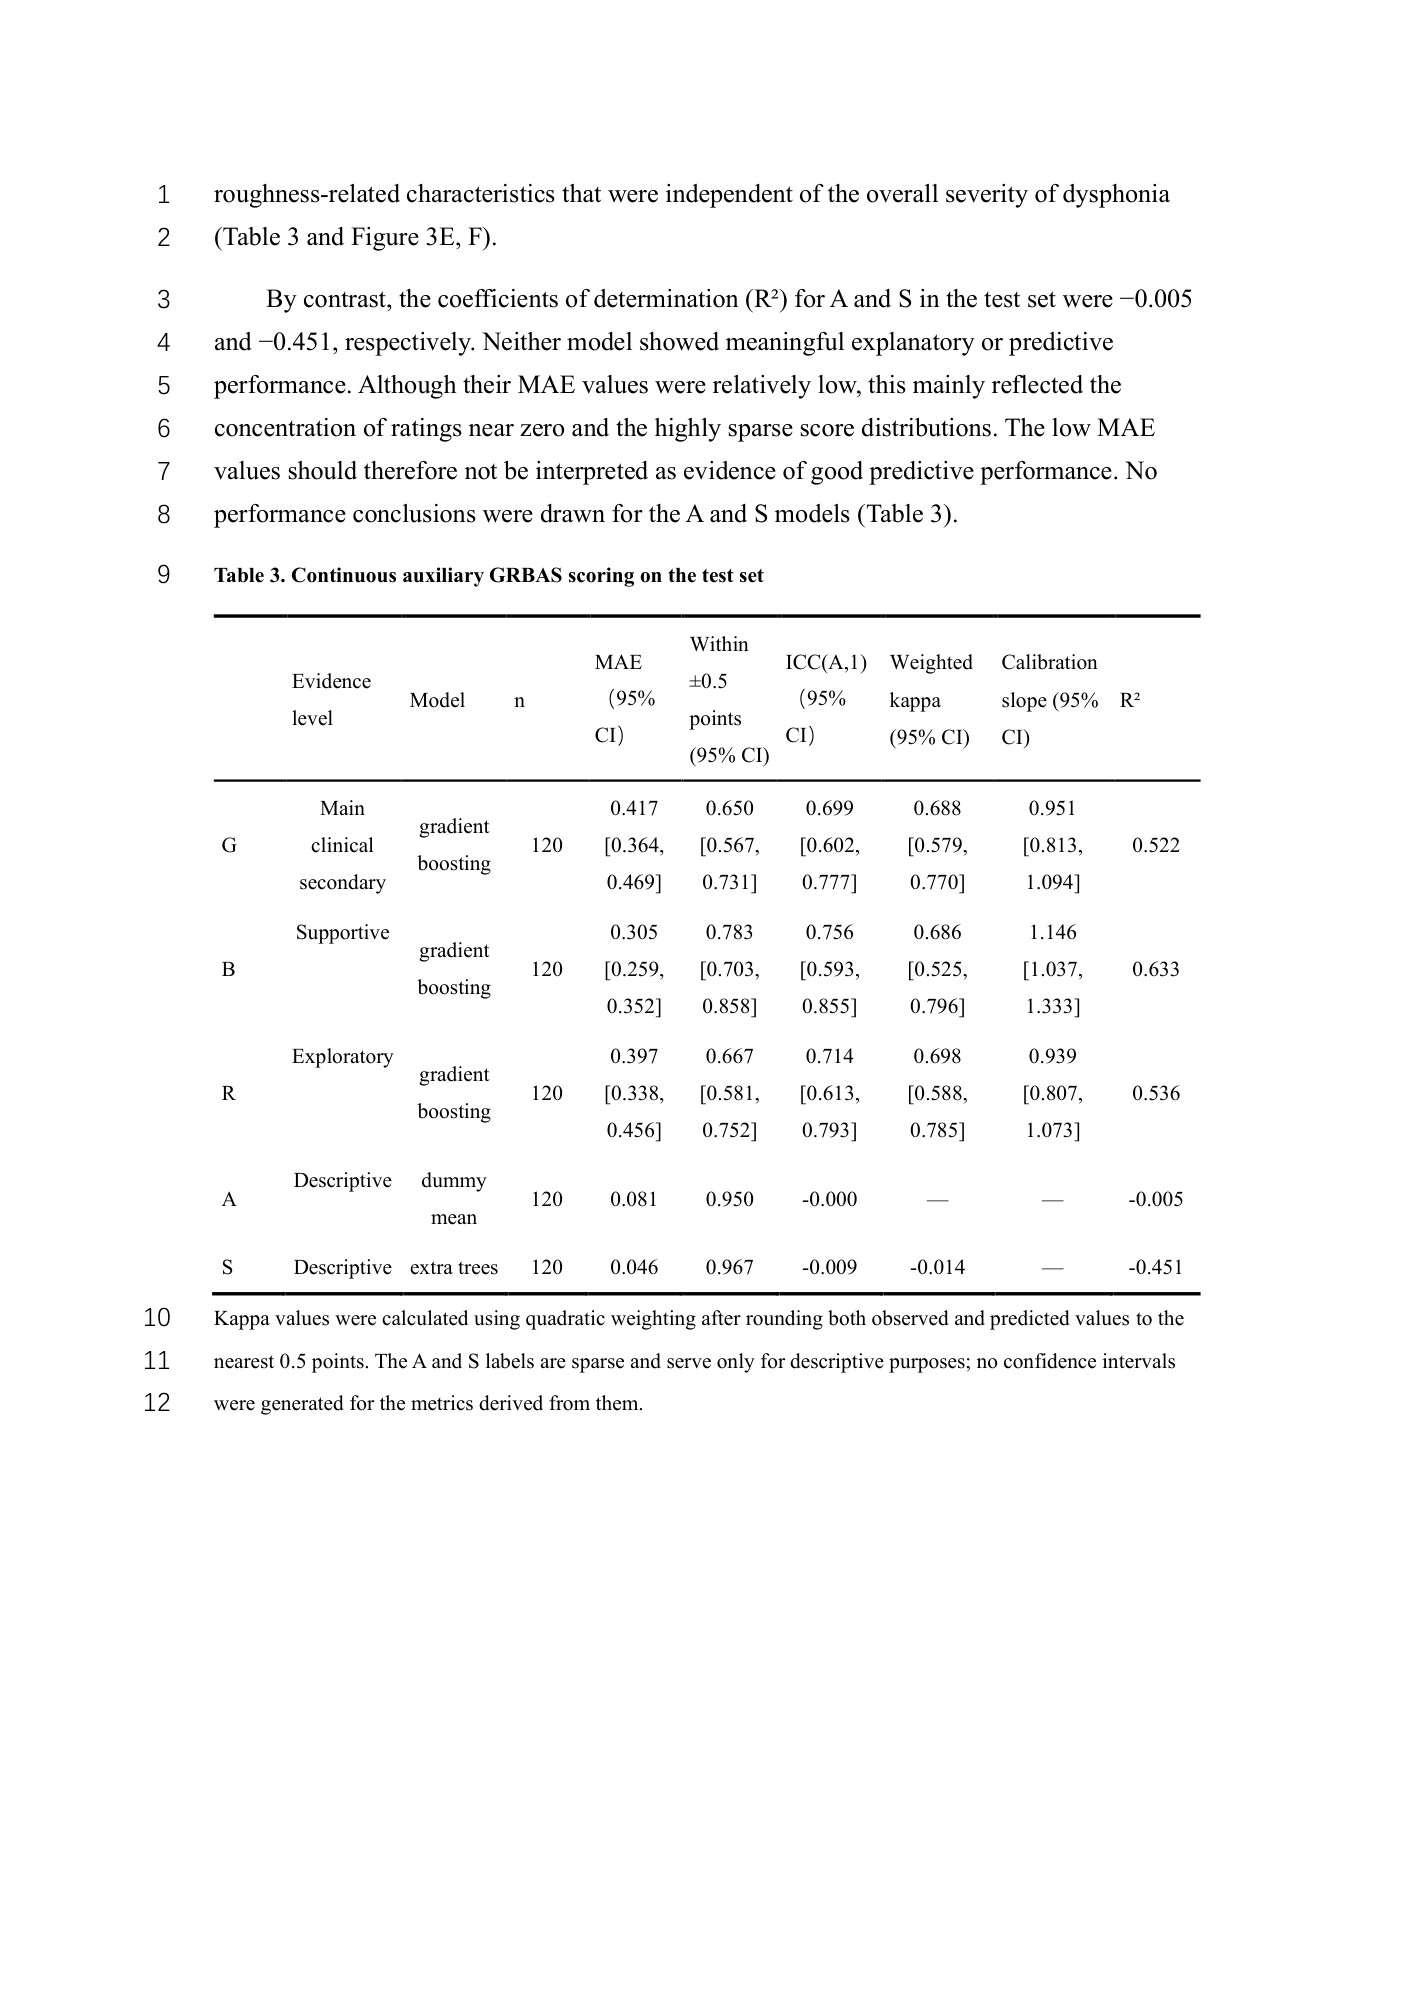 1 roughness-related characteristics that were independent of the overall severity of dysphonia
2 (Table 3 and Figure 3E, F).
3 By contrast, the coefficients of determination (R²) for A and S in the test set were −0.005
4 and −0.451, respectively. Neither model showed meaningful explanatory or predictive
5 performance. Although their MAE values were relatively low, this mainly reflected the
6 concentration of ratings near zero and the highly sparse score distributions. The low MAE
7 values should therefore not be interpreted as evidence of good predictive performance. No
8 performance conclusions were drawn for the A and S models (Table 3).
9 Table 3. Continuous auxiliary GRBAS scoring on the test set
Evidence
level
Model
n
MAE
（95%
CI）
Within
±0.5
points
(95% CI)
ICC(A,1)
（95%
CI）
Weighted
kappa
(95% CI)
Calibration
slope (95%
CI)
R²
G
Main
clinical
secondary
gradient
boosting
120
0.417
[0.364,
0.469]
0.650
[0.567,
0.731]
0.699
[0.602,
0.777]
0.688
[0.579,
0.770]
0.951
[0.813,
1.094]
0.522
B
Supportive
gradient
boosting
120
0.305
[0.259,
0.352]
0.783
[0.703,
0.858]
0.756
[0.593,
0.855]
0.686
[0.525,
0.796]
1.146
[1.037,
1.333]
0.633
R
Exploratory
gradient
boosting
120
0.397
[0.338,
0.456]
0.667
[0.581,
0.752]
0.714
[0.613,
0.793]
0.698
[0.588,
0.785]
0.939
[0.807,
1.073]
0.536
A
Descriptive
dummy
mean
120
0.081
0.950
-0.000
—
—
-0.005
S
Descriptive
extra trees
120
0.046
0.967
-0.009
-0.014
—
-0.451
10 Kappa values were calculated using quadratic weighting after rounding both observed and predicted values to the
11 nearest 0.5 points. The A and S labels are sparse and serve only for descriptive purposes; no confidence intervals
12 were generated for the metrics derived from them.